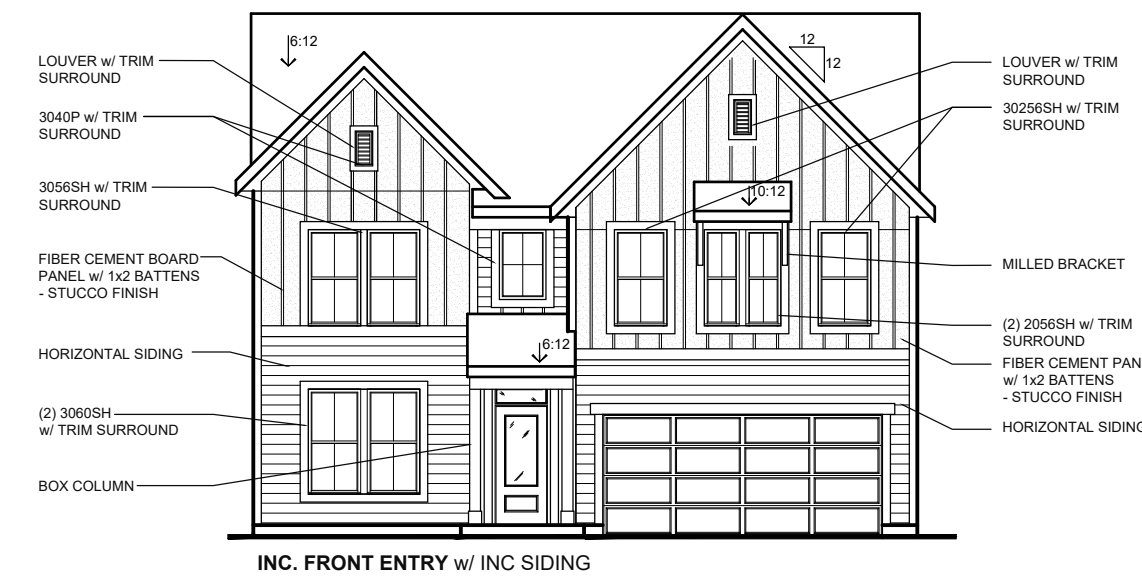 6:12
12
12
LOUVER w/ TRIM
SURROUND
3040P w/ TRIM
SURROUND
3056SH w/ TRIM
SURROUND
FIBER CEMENT BOARD
PANEL w/ 1x2 BATTENS
- STUCCO FINISH
HORIZONTAL SIDING
(2) 3060SH
w/ TRIM SURROUND
BOX COLUMN
10:12
6:12
LOUVER w/ TRIM
SURROUND
30256SH w/ TRIM
SURROUND
MILLED BRACKET
(2) 2056SH w/ TRIM
SURROUND
FIBER CEMENT PAN
w/ 1x2 BATTENS
- STUCCO FINISH
HORIZONTAL SIDING
INC. FRONT ENTRY w/ INC SIDING